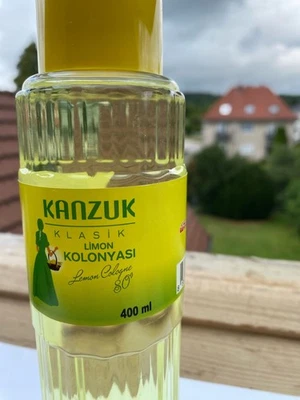 KANZUK
KLASİK
LİMON
KOLONYASI
Lemon Cologne
80°
400 ml